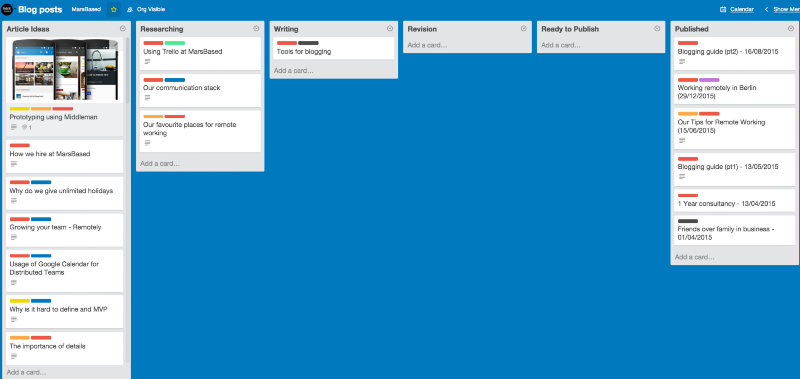 Blog posts
MarsBased
Org Visible
Calendar
Show Mer
Article Ideas
Prototyping using Middleman
1
How we hire at MarsBased
Why do we give unlimited holidays
Growing your team - Remotely
Usage of Google Calendar for
Distributed Teams
Why is it hard to define and MVP
The importance of details
Add a card…
Researching
Using Trello at MarsBased
Our communication stack
Our favourite places for remote
working
Add a card…
Writing
Tools for blogging
Add a card…
Revision
Add a card…
Ready to Publish
Add a card…
Published
Blogging guide (pt2) - 16/08/2015
Working remotely in Berlin
(29/12/2015)
Our Tips for Remote Working
(15/06/2015)
Blogging guide (pt1) - 13/05/2015
1 Year consultancy - 13/04/2015
Friends over family in business -
01/04/2015
Add a card…